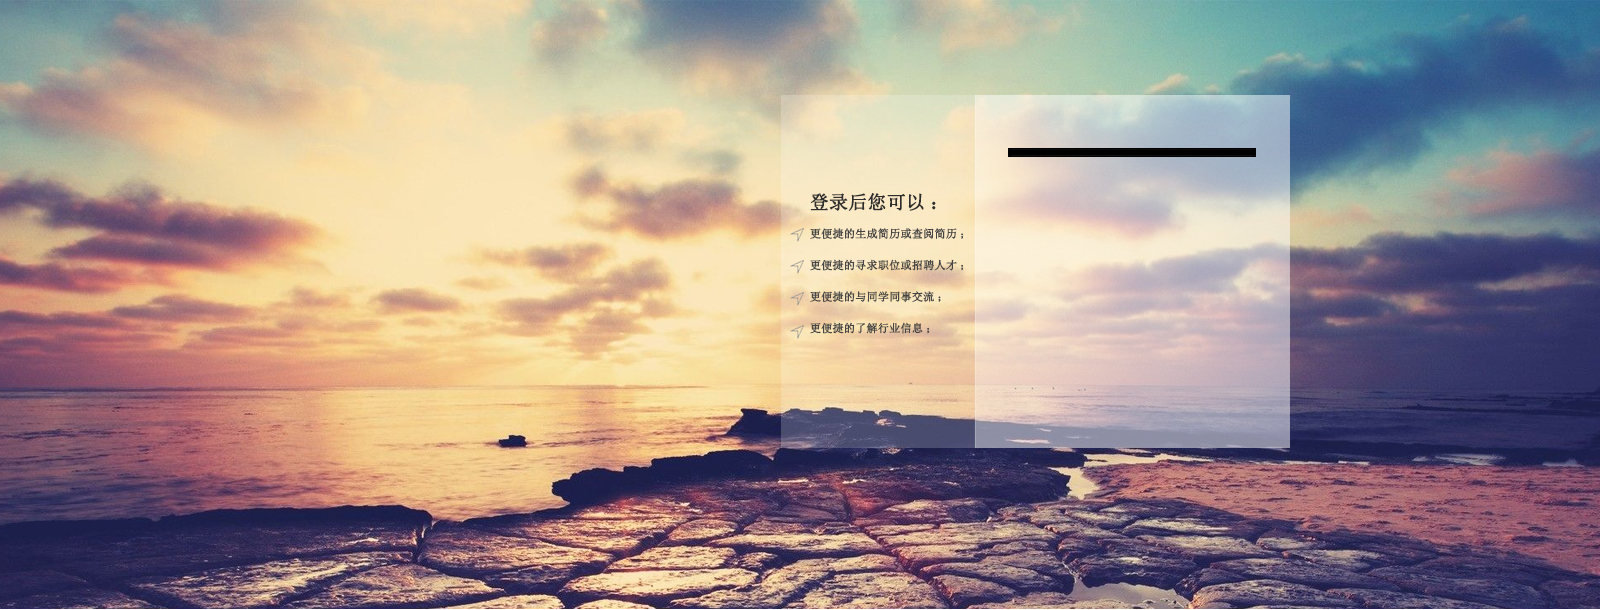 登录后您可以：
更便捷的生成简历或查阅简历；
更便捷的寻求职位或招聘人才；
更便捷的与同学同事交流；
更便捷的了解行业信息；